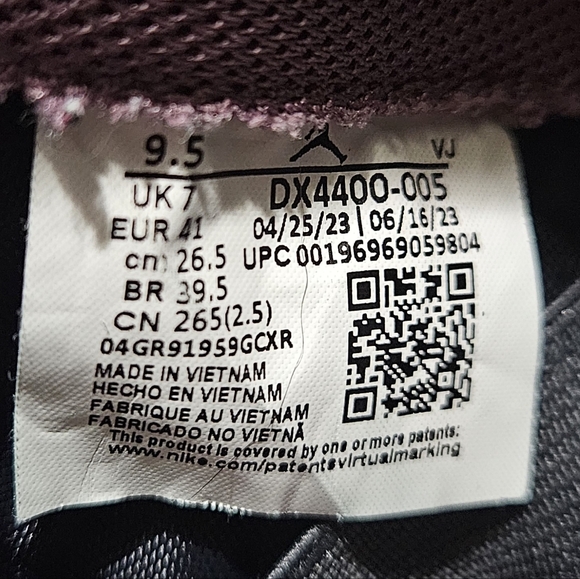 9.5 VJ
UK 7 DX4400-005
EUR 41 04/25/23 | 06/16/23
cm 26.5 UPC 00196969059804
BR 39.5
CN 265(2.5)
04GR91959GCXR
MADE IN VIETNAM
HECHO EN VIETNAM
FABRIQUE AU VIETNAM
FABRICADO NO VIETNÃ
This product is covered by one or more patents:
www.nike.com/patentsvirtualmarking